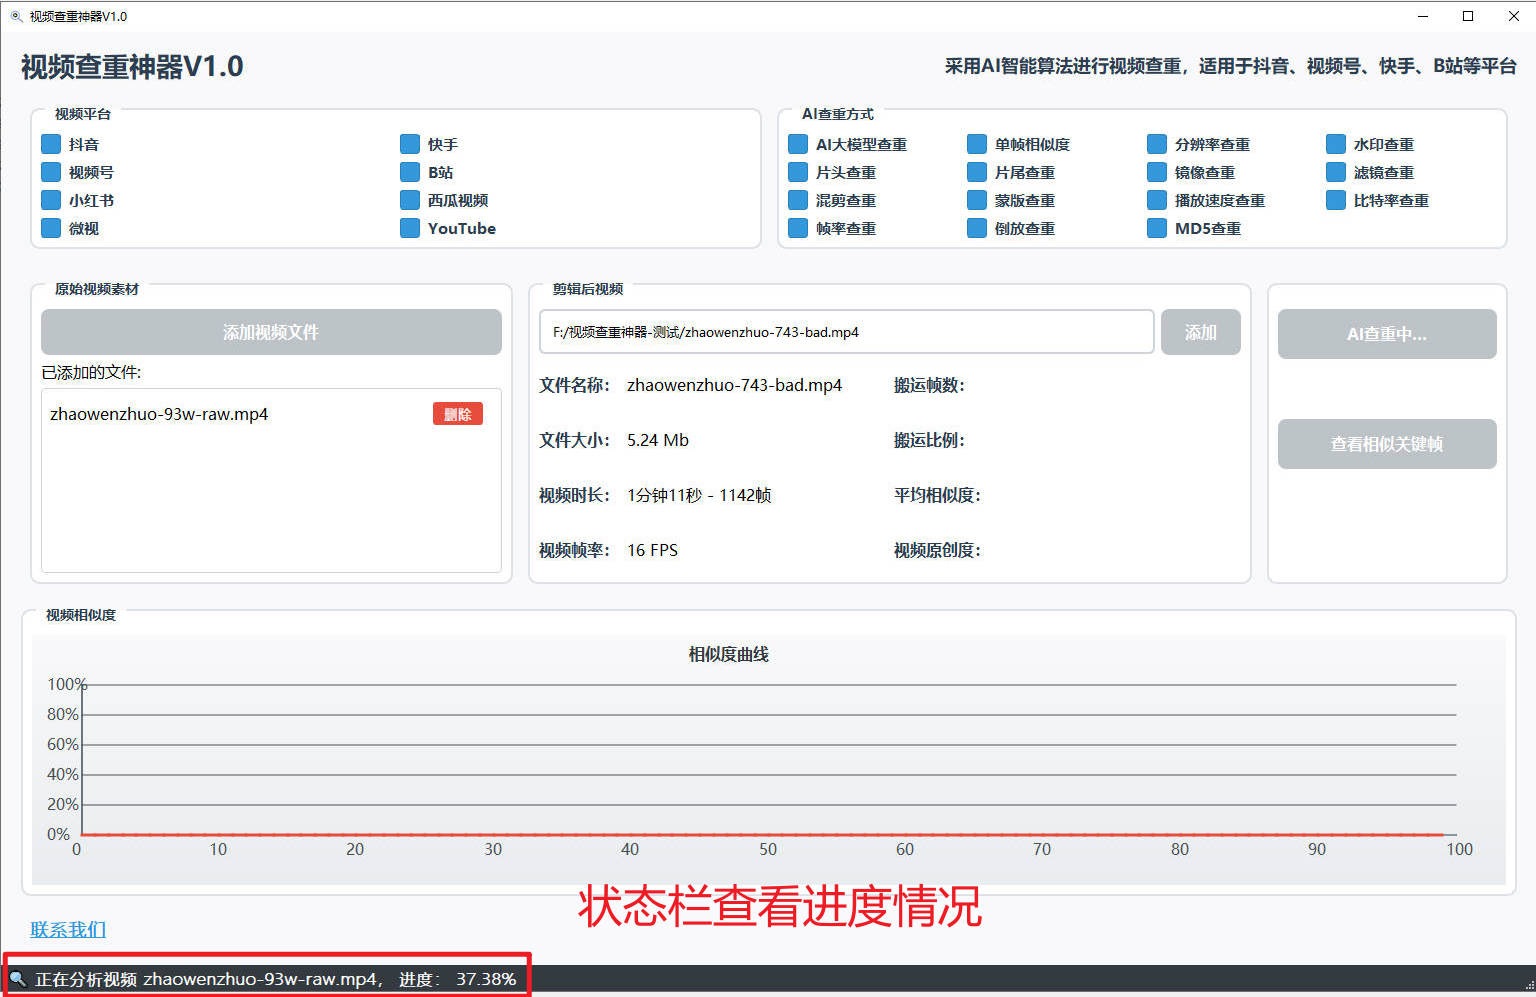 视频查重神器V1.0
视频查重神器V1.0
采用AI智能算法进行视频查重，适用于抖音、视频号、快手、B站等平台
视频平台
抖音
快手
视频号
B站
小红书
西瓜视频
微视
YouTube
AI查重方式
AI大模型查重
单帧相似度
分辨率查重
水印查重
片头查重
片尾查重
镜像查重
滤镜查重
混剪查重
蒙版查重
播放速度查重
比特率查重
帧率查重
倒放查重
MD5查重
原始视频素材
添加视频文件
已添加的文件:
zhaowenzhuo-93w-raw.mp4
删除
剪辑后视频
F:/视频查重神器-测试/zhaowenzhuo-743-bad.mp4
添加
文件名称： zhaowenzhuo-743-bad.mp4
搬运帧数：
文件大小： 5.24 Mb
搬运比例：
视频时长： 1分钟11秒 - 1142帧
平均相似度：
视频帧率： 16 FPS
视频原创度：
AI查重中...
查看相似关键帧
视频相似度
相似度曲线
100%
80%
60%
40%
20%
0%
0 10 20 30 40 50 60 70 80 90 100
状态栏查看进度情况
联系我们
正在分析视频 zhaowenzhuo-93w-raw.mp4， 进度： 37.38%